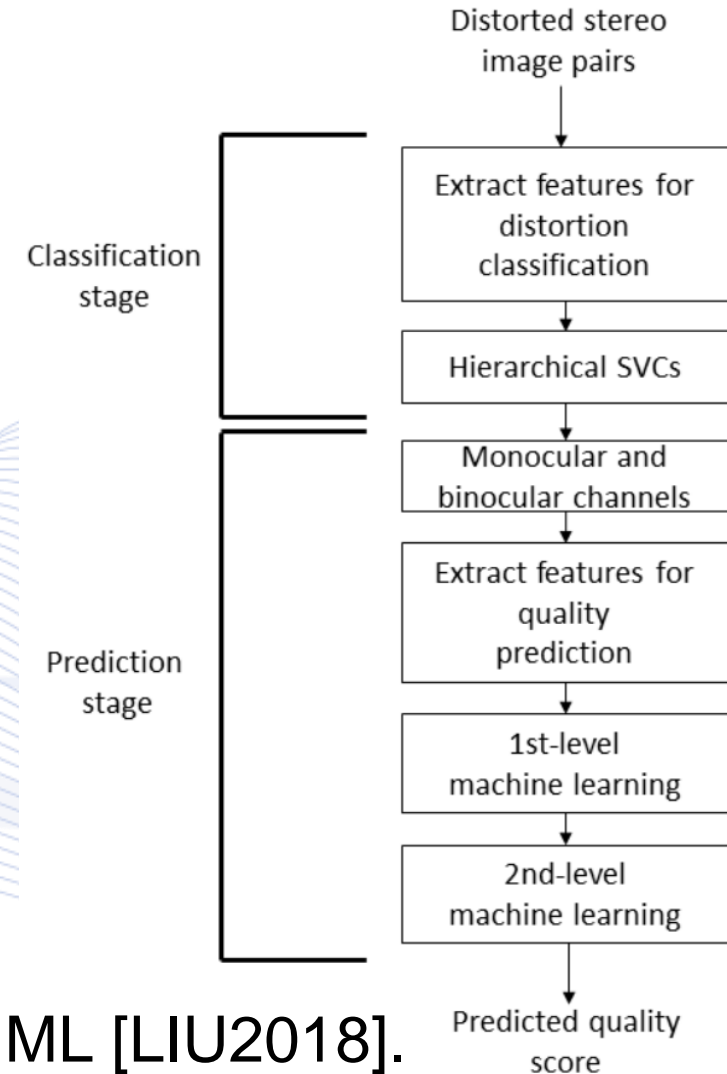 Distorted stereo
image pairs
Classification
stage
Extract features for
distortion
classification
Hierarchical SVCs
Prediction
stage
Monocular and
binocular channels
Extract features for
quality
prediction
1st-level
machine learning
2nd-level
machine learning
Predicted quality
score
ML [LIU2018].